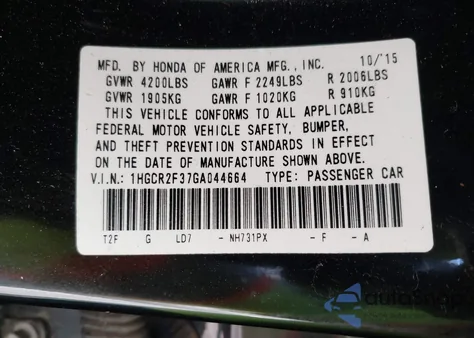 MFD. BY HONDA OF AMERICA MFG., INC. 10/'15
GVWR 4200LBS GAWR F 2249LBS R 2006LBS
GVWR 1905KG GAWR F 1020KG R 910KG
THIS VEHICLE CONFORMS TO ALL APPLICABLE
FEDERAL MOTOR VEHICLE SAFETY, BUMPER,
AND THEFT PREVENTION STANDARDS IN EFFECT
ON THE DATE OF MANUFACTURE SHOWN ABOVE.
V.I.N.: 1HGCR2F37GA044664 TYPE: PASSENGER CAR
T2F G LD7 - NH731PX - F - A